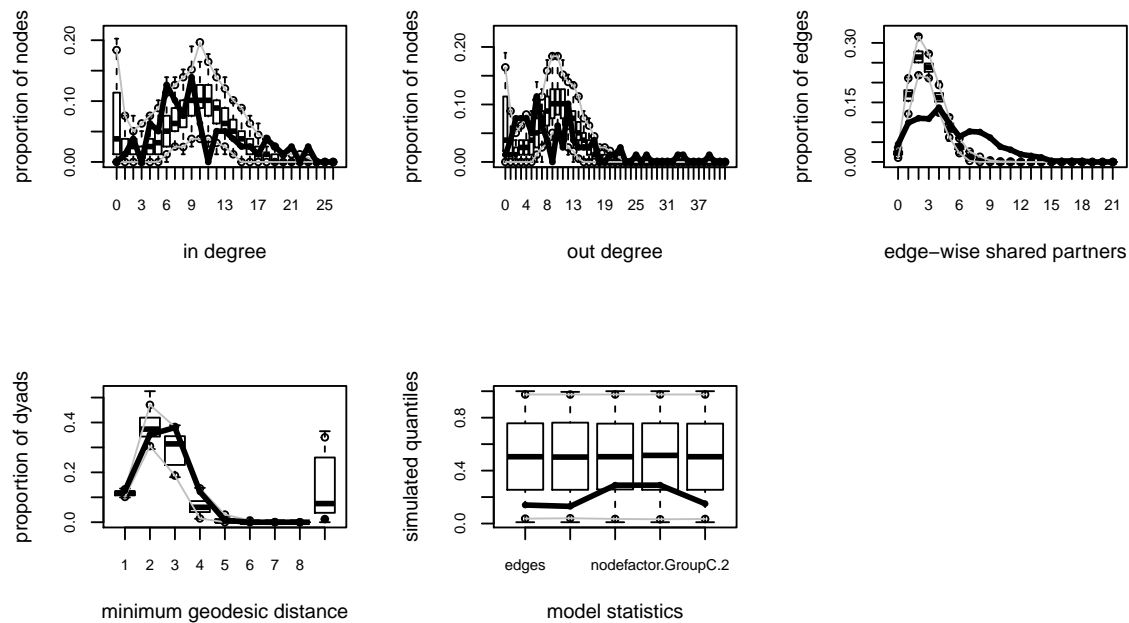 proportion of nodes
0.00 0.10 0.20
0 3 6 9 13 17 21 25
in degree
proportion of nodes
0.00 0.10 0.20
0 4 8 13 19 25 31 37
out degree
proportion of edges
0.00 0.15 0.30
0 3 6 9 12 15 18 21
edge−wise shared partners
proportion of dyads
0.0 0.2 0.4
1 2 3 4 5 6 7 8
minimum geodesic distance
simulated quantiles
0.0 0.4 0.8
edges nodefactor.GroupC.2
model statistics